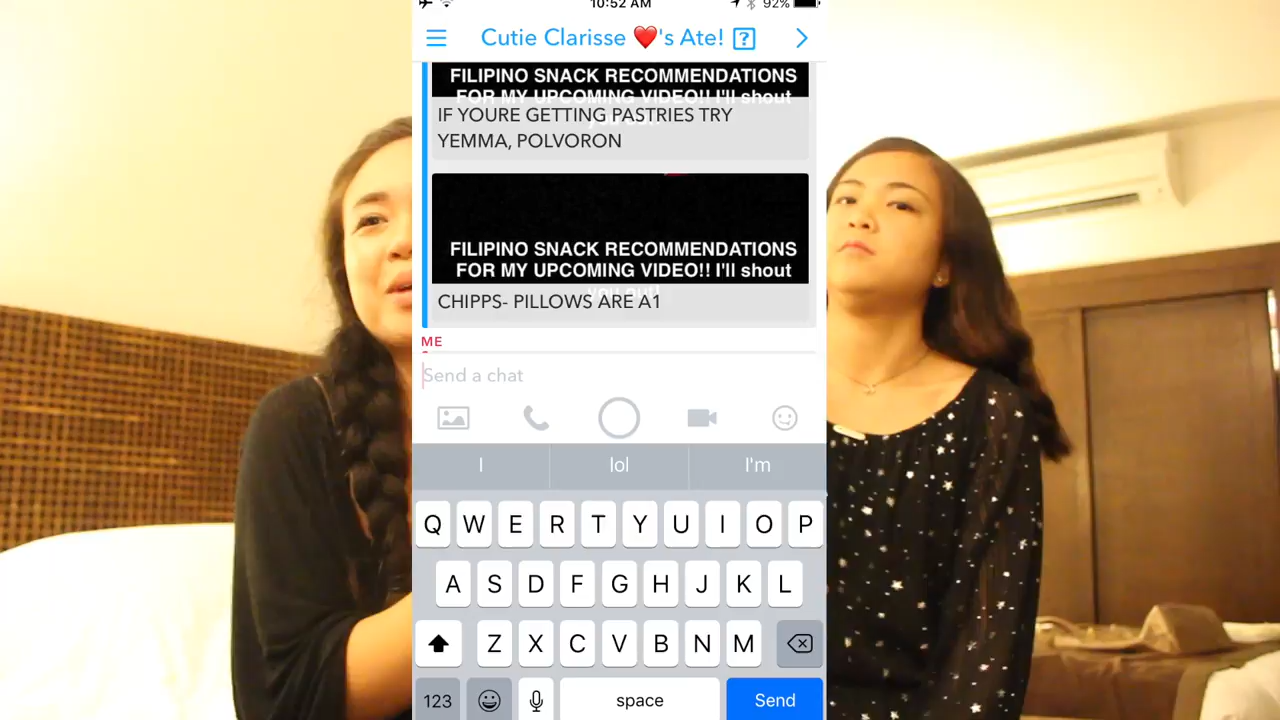 10:52 AM
92%
Cutie Clarisse ❤️'s Ate! ?
FILIPINO SNACK RECOMMENDATIONS
FOR MY UPCOMING VIDEO!! I'll shout
IF YOURE GETTING PASTRIES TRY
YEMMA, POLVORON
FILIPINO SNACK RECOMMENDATIONS
FOR MY UPCOMING VIDEO!! I'll shout
you out!
CHIPPS- PILLOWS ARE A1
ME
Send a chat
I lol I'm
Q W E R T Y U I O P
A S D F G H J K L
Z X C V B N M
123 space Send